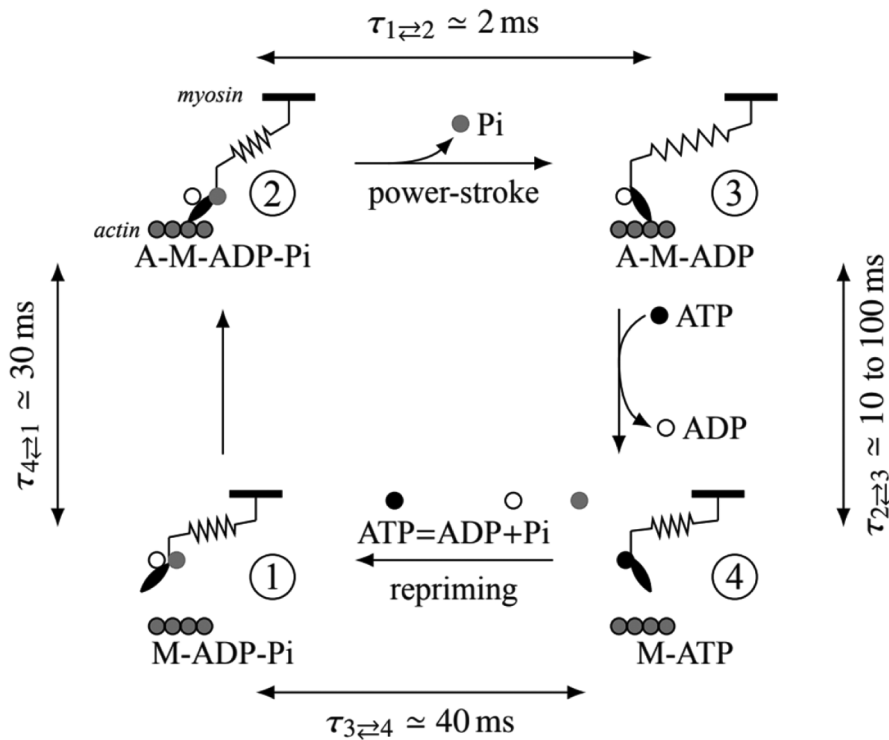 τ1⇄2 ≃ 2 ms
myosin
Pi
2
power-stroke
3
actin
A-M-ADP-Pi
A-M-ADP
τ4⇄1 ≃ 30 ms
ATP
ADP
τ2⇄3 ≃ 10 to 100 ms
ATP=ADP+Pi
1
repriming
4
M-ADP-Pi
M-ATP
τ3⇄4 ≃ 40 ms